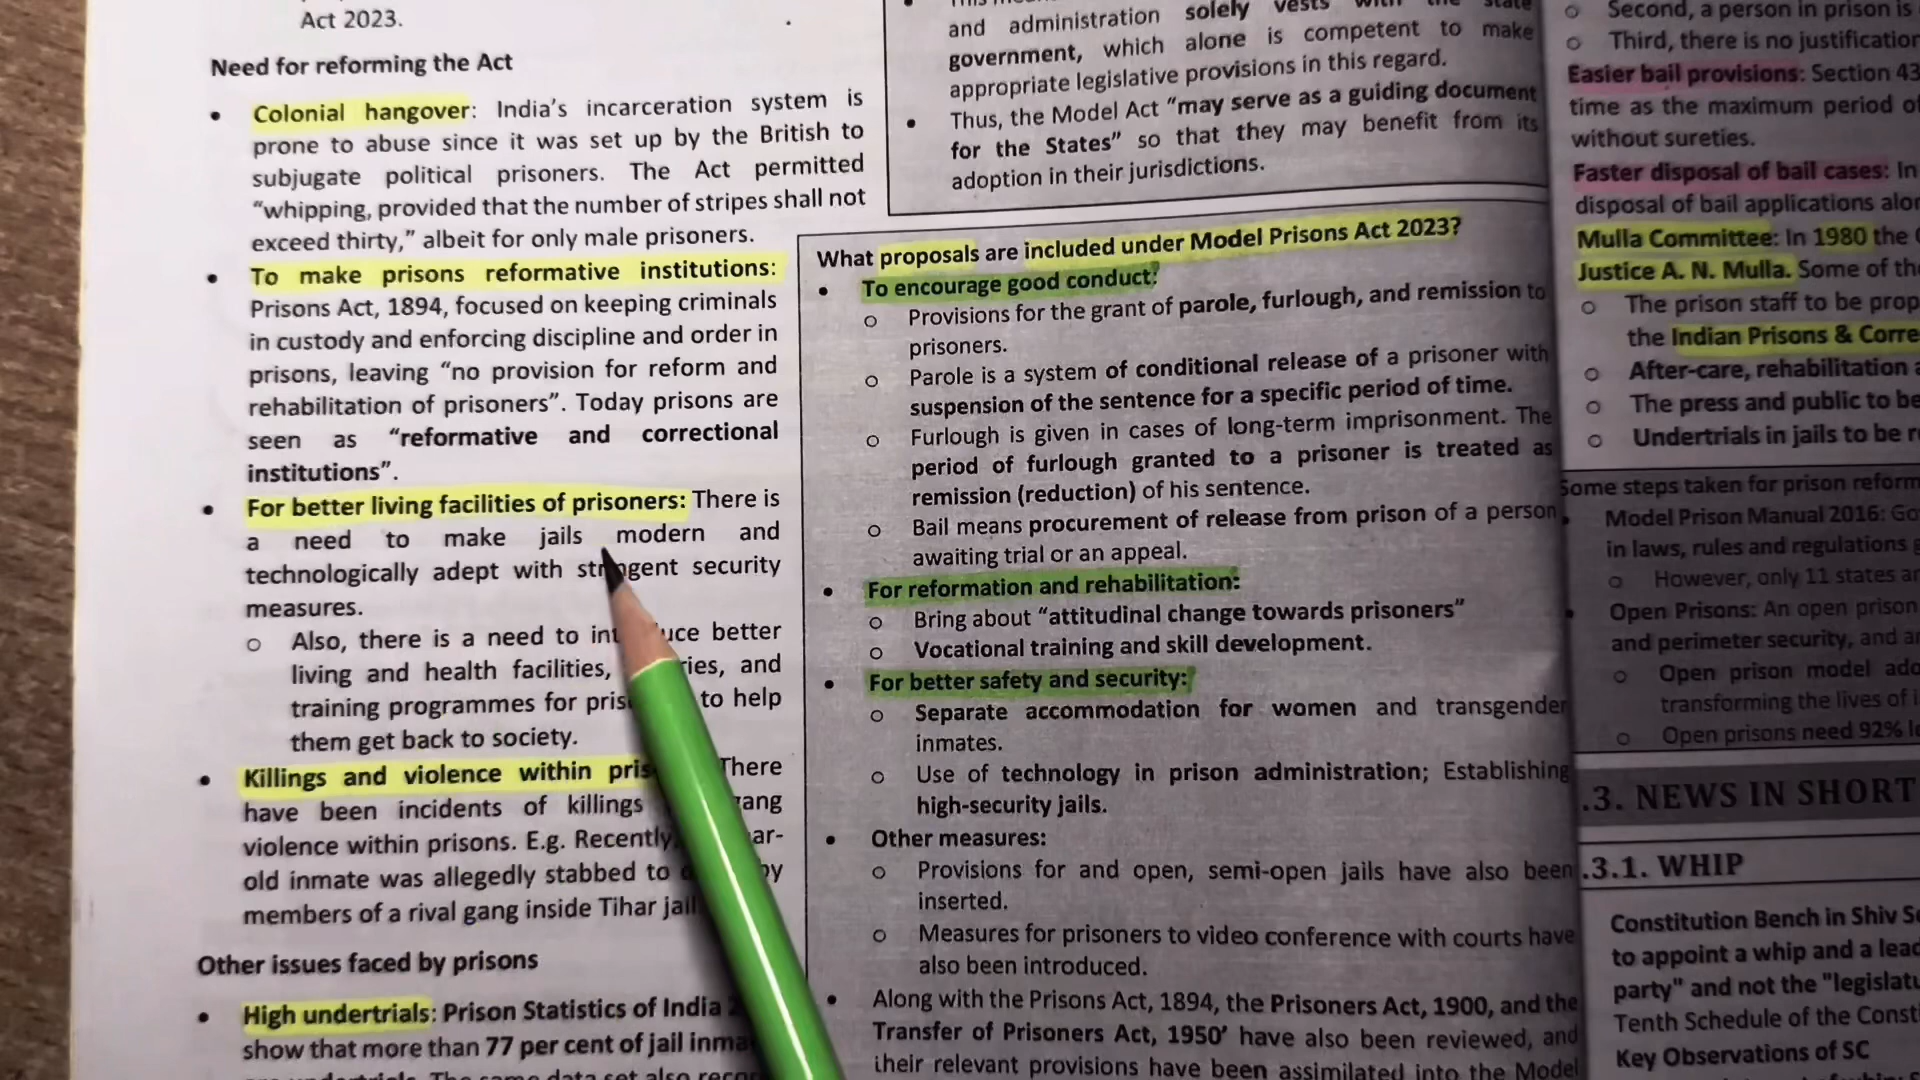 Act 2023.
Need for reforming the Act
• Colonial hangover: India's incarceration system is
prone to abuse since it was set up by the British to
subjugate political prisoners. The Act permitted
“whipping, provided that the number of stripes shall not
exceed thirty,” albeit for only male prisoners.
• To make prisons reformative institutions:
Prisons Act, 1894, focused on keeping criminals
in custody and enforcing discipline and order in
prisons, leaving “no provision for reform and
rehabilitation of prisoners”. Today prisons are
seen as “reformative and correctional
institutions”.
• For better living facilities of prisoners: There is
a need to make jails modern and
technologically adept with stringent security
measures.
o Also, there is a need to uce better
living and health facilities, ries, and
training programmes for to help
them get back to society.
• Killings and violence within There
have been incidents of killings
violence within prisons. E.g. Recently
old inmate was allegedly stabbed to by
members of a rival gang inside Tihar jail
Other issues faced by prisons
• High undertrials: Prison Statistics of India
show that more than 77 per cent of jail
and administration solely vests with the state
government, which alone is competent to make
appropriate legislative provisions in this regard.
• Thus, the Model Act “may serve as a guiding document
for the States” so that they may benefit from its
adoption in their jurisdictions.
What proposals are included under Model Prisons Act 2023?
• To encourage good conduct:
o Provisions for the grant of parole, furlough, and remission to
prisoners.
o Parole is a system of conditional release of a prisoner with
suspension of the sentence for a specific period of time.
o Furlough is given in cases of long-term imprisonment. The
period of furlough granted to a prisoner is treated as
remission (reduction) of his sentence.
o Bail means procurement of release from prison of a person
awaiting trial or an appeal.
• For reformation and rehabilitation:
o Bring about “attitudinal change towards prisoners”
o Vocational training and skill development.
• For better safety and security:
o Separate accommodation for women and transgender
inmates.
o Use of technology in prison administration; Establishing
high-security jails.
• Other measures:
o Provisions for and open, semi-open jails have also been
inserted.
o Measures for prisoners to video conference with courts have
also been introduced.
• Along with the Prisons Act, 1894, the Prisoners Act, 1900, and the
Transfer of Prisoners Act, 1950’ have also been reviewed, and
their relevant provisions have been assimilated into the Model
o Second, a person in prison is
o Third, there is no justification
Easier bail provisions: Section 43
time as the maximum period of
without sureties.
Faster disposal of bail cases: In
disposal of bail applications
Mulla Committee: In 1980 the
Justice A. N. Mulla. Some of the
o The prison staff to be
the Indian Prisons &
o After-care, rehabilitation
o The press and public to be
o Undertrials in jails to be
Some steps taken for prison reform
• Model Prison Manual 2016:
in laws, rules and regulations
o However, only 11 states
• Open Prisons: An open prison
and perimeter security, and
o Open prison model
transforming the lives of
o Open prisons need 92%
.3. NEWS IN SHORT
.3.1. WHIP
Constitution Bench in Shiv
to appoint a whip and a
party" and not the
Tenth Schedule of the
Key Observations of SC